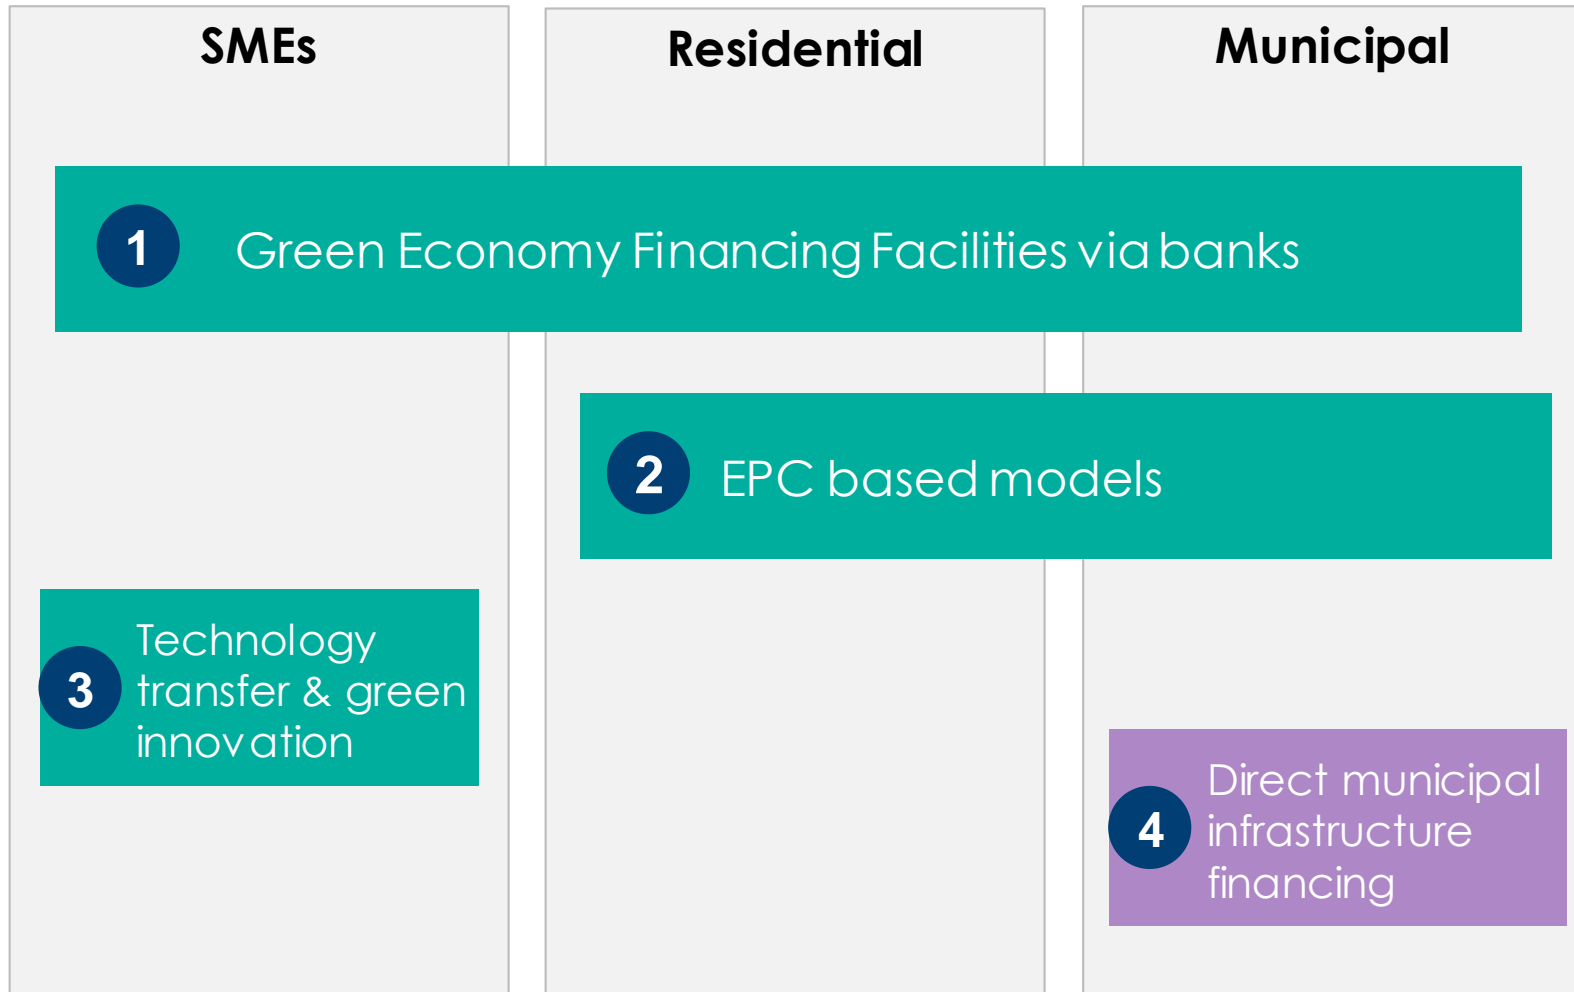 SMEs
Residential
Municipal
1
Green Economy Financing Facilities via banks
2
EPC based models
3
Technology
transfer & green
innovation
4
Direct municipal
infrastructure
financing